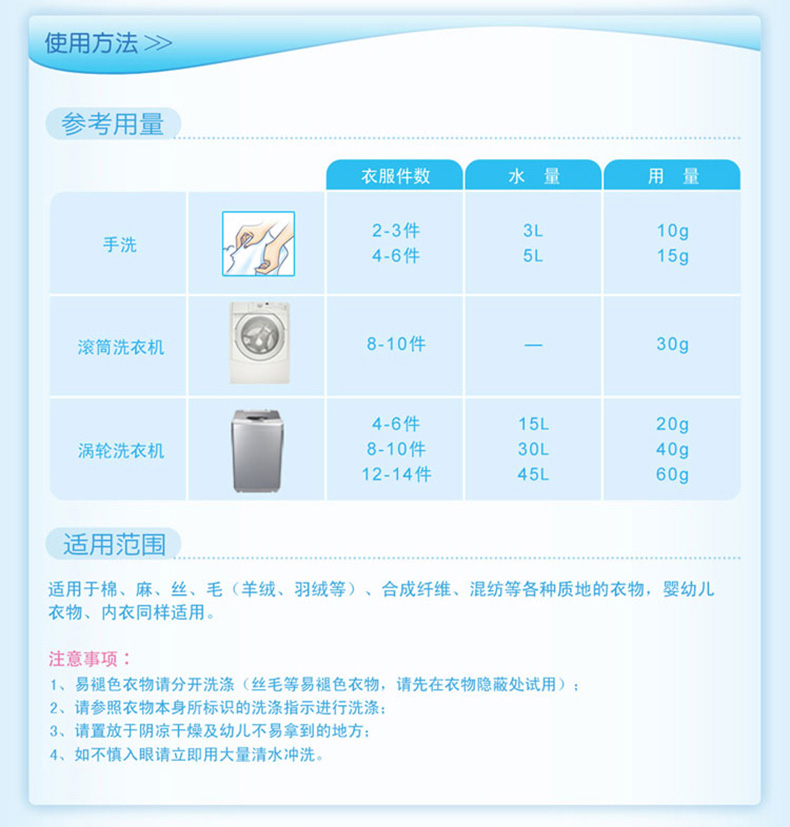 使用方法>>
参考用量
衣服件数 水 量 用 量
手洗
2-3件 3L 10g
4-6件 5L 15g
滚筒洗衣机 8-10件 — 30g
涡轮洗衣机
4-6件 15L 20g
8-10件 30L 40g
12-14件 45L 60g
适用范围
适用于棉、麻、丝、毛（羊绒、羽绒等）、合成纤维、混纺等各种质地的衣物，婴幼儿
衣物、内衣同样适用。
注意事项：
1、易褪色衣物请分开洗涤（丝毛等易褪色衣物，请先在衣物隐蔽处试用）；
2、请参照衣物本身所标识的洗涤指示进行洗涤；
3、请置放于阴凉干燥及幼儿不易拿到的地方；
4、如不慎入眼请立即用大量清水冲洗。